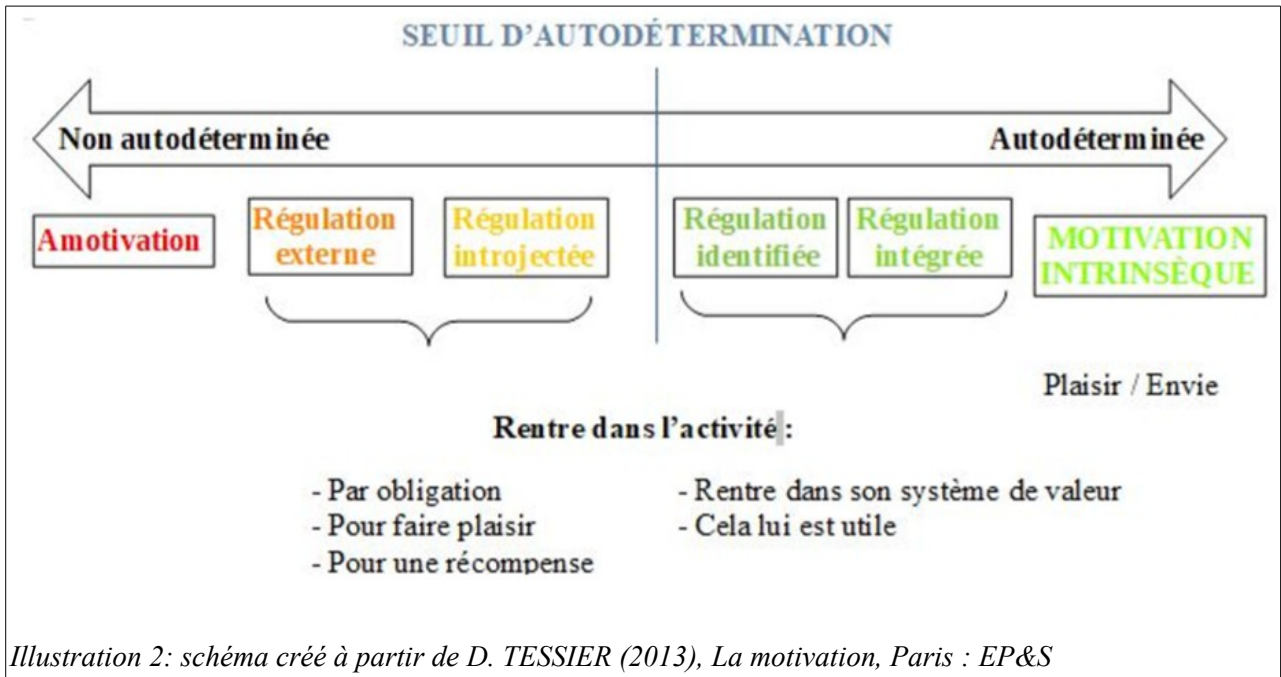 SEUIL D'AUTODÉTERMINATION
Non autodéterminée
Autodéterminée
Amotivation
Régulation
externe
Régulation
introjectée
Régulation
identifiée
Régulation
intégrée
MOTIVATION
INTRINSÈQUE
Plaisir / Envie
Rentre dans l'activité :
- Par obligation
- Pour faire plaisir
- Pour une récompense
- Rentre dans son système de valeur
- Cela lui est utile
Illustration 2: schéma créé à partir de D. TESSIER (2013), La motivation, Paris : EP&S